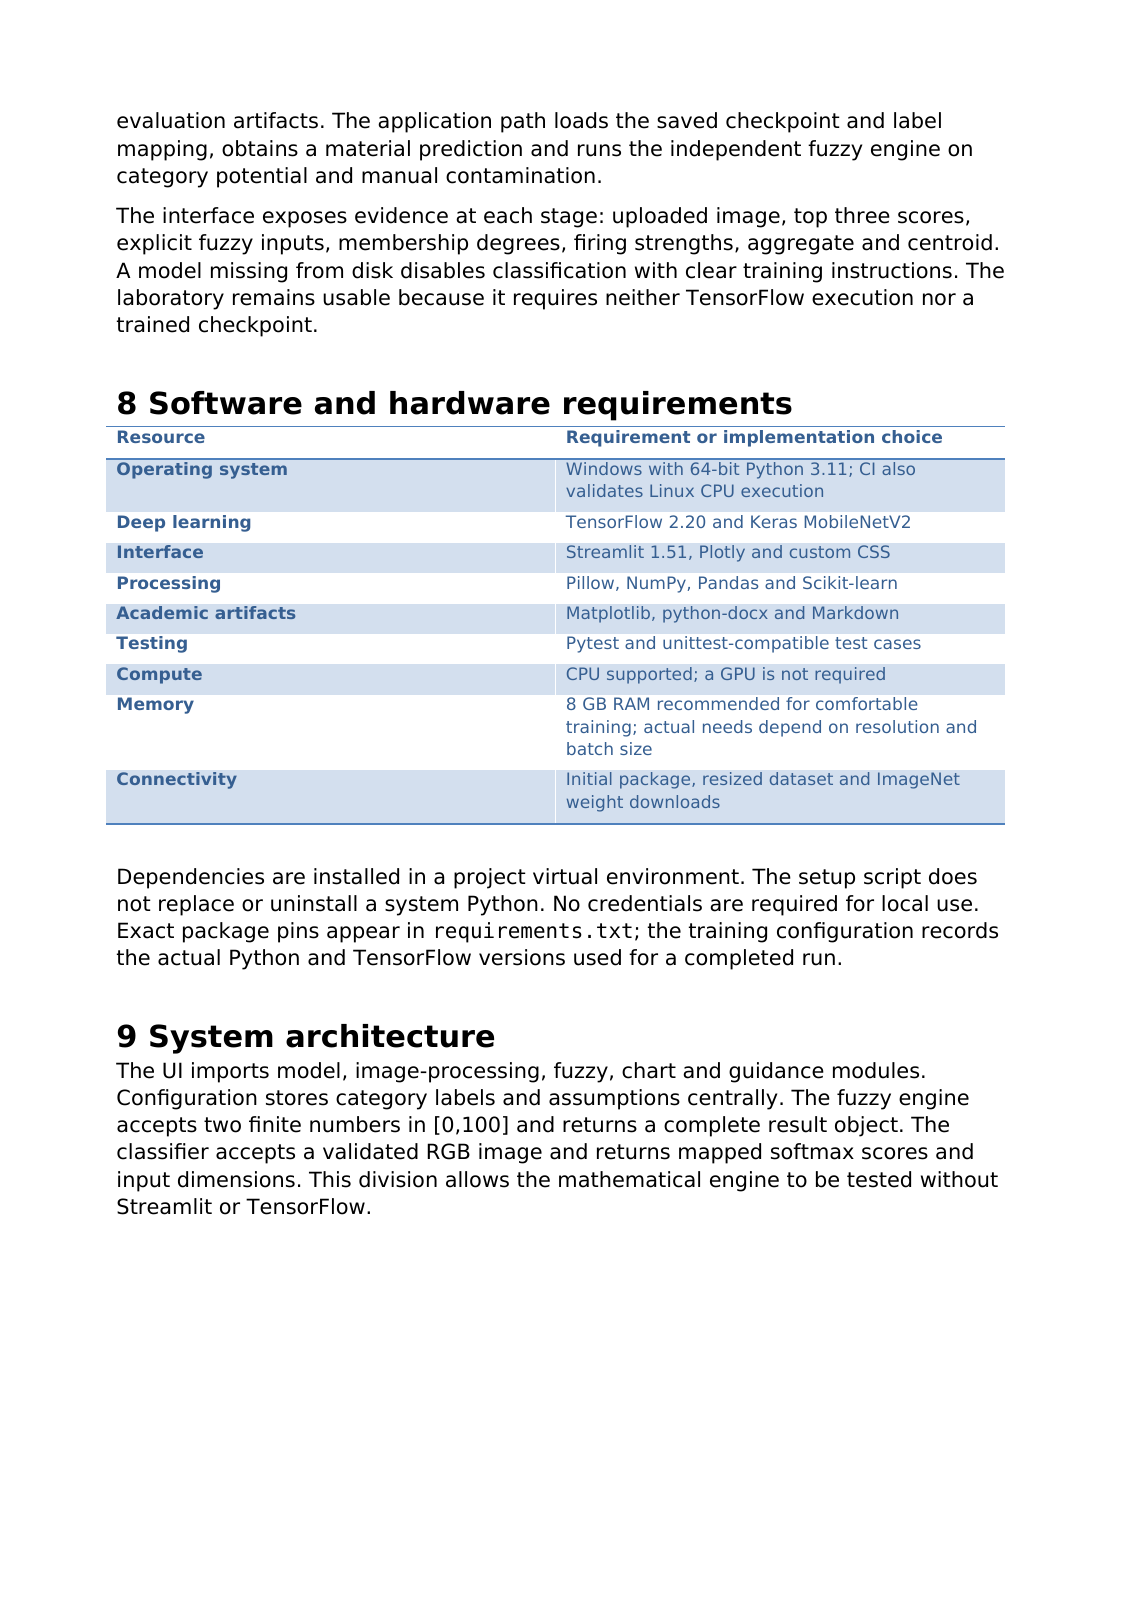 evaluation artifacts. The application path loads the saved checkpoint and label
mapping, obtains a material prediction and runs the independent fuzzy engine on
category potential and manual contamination.
The interface exposes evidence at each stage: uploaded image, top three scores,
explicit fuzzy inputs, membership degrees, firing strengths, aggregate and centroid.
A model missing from disk disables classification with clear training instructions. The
laboratory remains usable because it requires neither TensorFlow execution nor a
trained checkpoint.
8 Software and hardware requirements
Resource Requirement or implementation choice
Operating system Windows with 64-bit Python 3.11; CI also
validates Linux CPU execution
Deep learning TensorFlow 2.20 and Keras MobileNetV2
Interface Streamlit 1.51, Plotly and custom CSS
Processing Pillow, NumPy, Pandas and Scikit-learn
Academic artifacts Matplotlib, python-docx and Markdown
Testing Pytest and unittest-compatible test cases
Compute CPU supported; a GPU is not required
Memory 8 GB RAM recommended for comfortable
training; actual needs depend on resolution and
batch size
Connectivity Initial package, resized dataset and ImageNet
weight downloads
Dependencies are installed in a project virtual environment. The setup script does
not replace or uninstall a system Python. No credentials are required for local use.
Exact package pins appear in requirements.txt; the training configuration records
the actual Python and TensorFlow versions used for a completed run.
9 System architecture
The UI imports model, image-processing, fuzzy, chart and guidance modules.
Configuration stores category labels and assumptions centrally. The fuzzy engine
accepts two finite numbers in [0,100] and returns a complete result object. The
classifier accepts a validated RGB image and returns mapped softmax scores and
input dimensions. This division allows the mathematical engine to be tested without
Streamlit or TensorFlow.